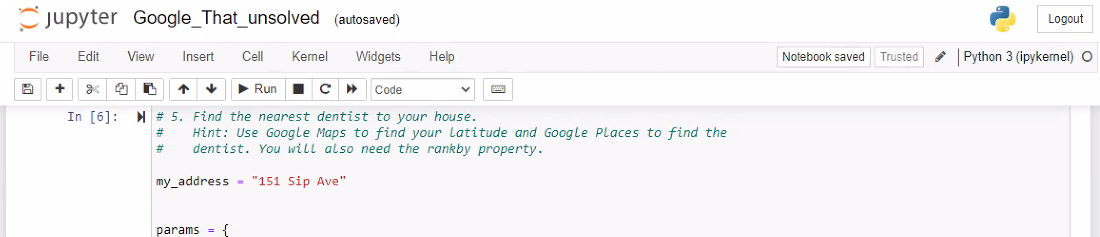 jupyter Google_That_unsolved (autosaved)
Logout
File Edit View Insert Cell Kernel Widgets Help
Notebook saved Trusted Python 3 (ipykernel)
Run Code
In [6]: # 5. Find the nearest dentist to your house.
# Hint: Use Google Maps to find your latitude and Google Places to find the
# dentist. You will also need the rankby property.
my_address = "151 Sip Ave"
params = {